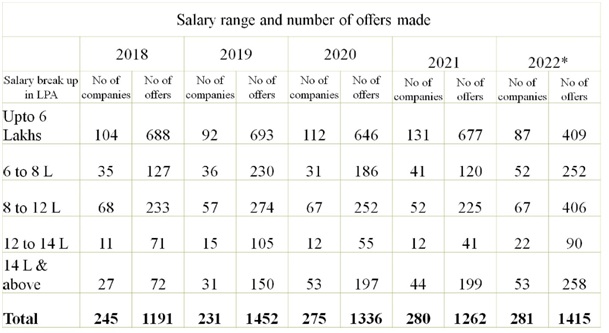 Salary range and number of offers made
2018 2019 2020 2021 2022*
Salary break up in LPA No of companies No of offers No of companies No of offers No of companies No of offers No of companies No of offers No of companies No of offers
Upto 6 Lakhs 104 688 92 693 112 646 131 677 87 409
6 to 8 L 35 127 36 230 31 186 41 120 52 252
8 to 12 L 68 233 57 274 67 252 52 225 67 406
12 to 14 L 11 71 15 105 12 55 12 41 22 90
14 L & above 27 72 31 150 53 197 44 199 53 258
Total 245 1191 231 1452 275 1336 280 1262 281 1415